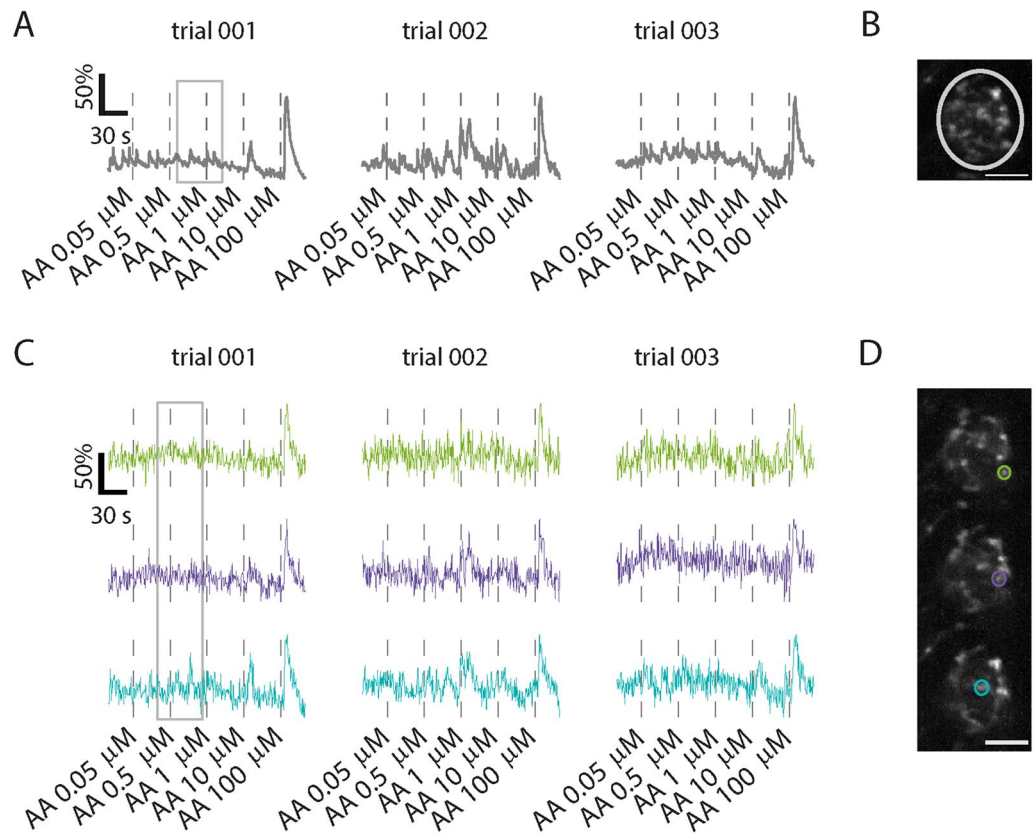 A
trial 001
trial 002
trial 003
B
50%
30 s
AA 0.05 μM
AA 0.5 μM
AA 1 μM
AA 10 μM
AA 100 μM
AA 0.05 μM
AA 0.5 μM
AA 1 μM
AA 10 μM
AA 100 μM
AA 0.05 μM
AA 0.5 μM
AA 1 μM
AA 10 μM
AA 100 μM
C
trial 001
trial 002
trial 003
D
50%
30 s
AA 0.05 μM
AA 0.5 μM
AA 1 μM
AA 10 μM
AA 100 μM
AA 0.05 μM
AA 0.5 μM
AA 1 μM
AA 10 μM
AA 100 μM
AA 0.05 μM
AA 0.5 μM
AA 1 μM
AA 10 μM
AA 100 μM